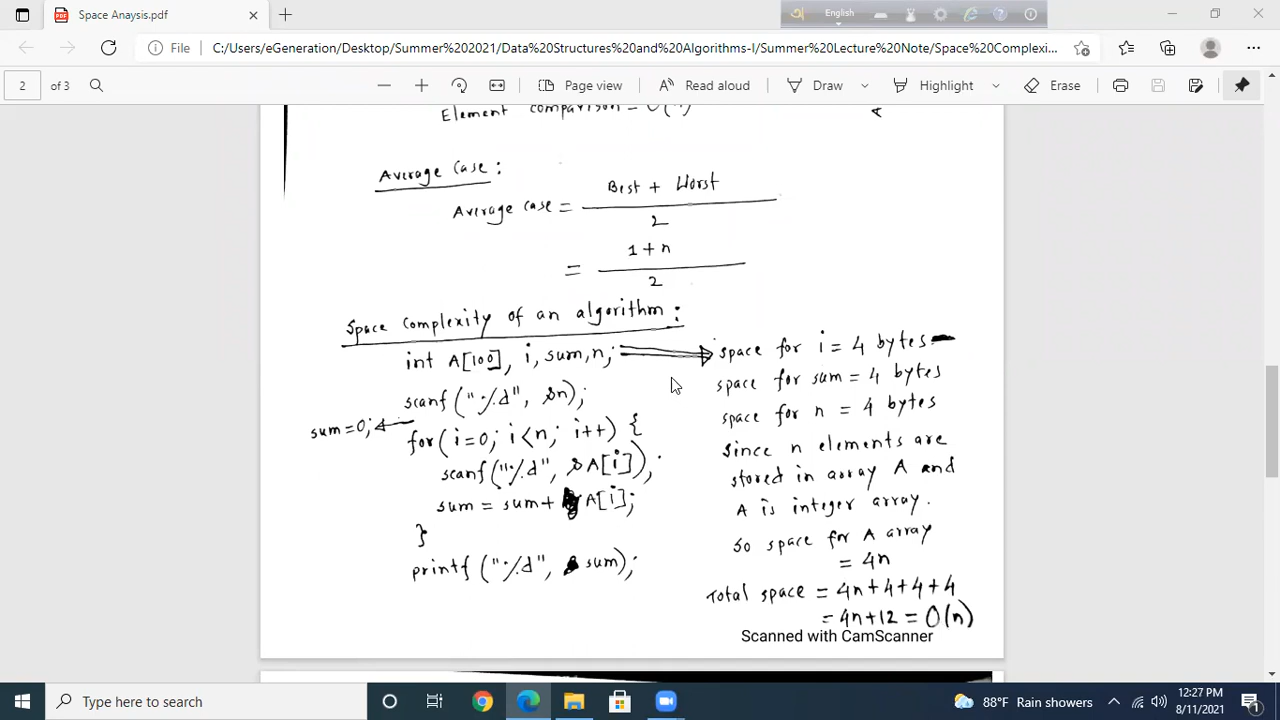 Space Anaysis.pdf
English
File
C:/Users/eGeneration/Desktop/Summer%202021/Data%20Structures%20and%20Algorithms-I/Summer%20Lecture%20Note/Space%20Complexi...
2 of 3
Page view
Read aloud
Draw
Highlight
Erase
Element comparison =
Average Case:
Average case = Best + Worst
2
= 1 + n
2
Space complexity of an algorithm:
int A[100], i, sum, n;
scanf ("%d", &n);
sum = 0;
for (i=0; i<n; i++) {
scanf ("%d", &A[i]);
sum = sum + A[i];
}
printf ("%d", sum);
space for i = 4 bytes
space for sum = 4 bytes
space for n = 4 bytes
since n elements are
stored in array A and
A is integer array.
So space for A array
= 4n
Total space = 4n+4+4+4
= 4n+12 = O(n)
Scanned with CamScanner
Type here to search
88°F Rain showers
12:27 PM
8/11/2021